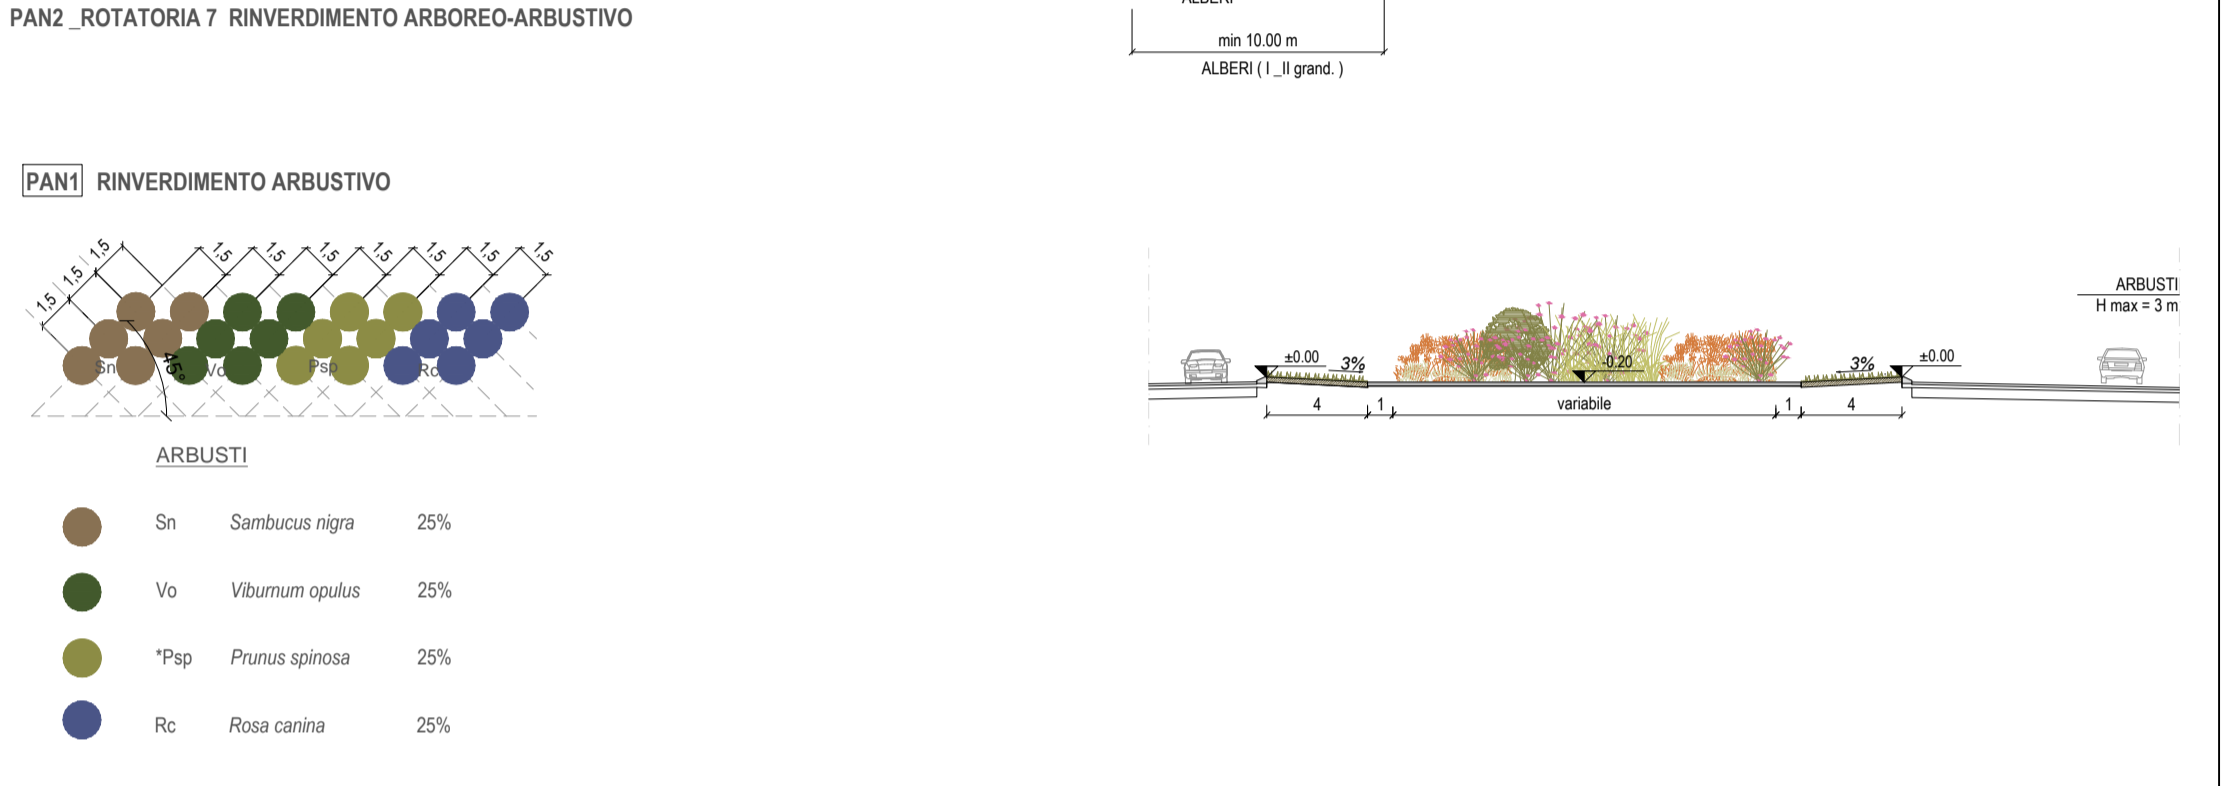 PAN2 _ROTATORIA 7 RINVERDIMENTO ARBOREO-ARBUSTIVO
ALBERI
min 10.00 m
ALBERI ( I _II grand. )
PAN1 RINVERDIMENTO ARBUSTIVO
1,5 1,5 1,5 1,5 1,5 1,5 1,5 1,5 1,5 1,5
45°
Sn Vo Psp Rc
ARBUSTI
Sn Sambucus nigra 25%
Vo Viburnum opulus 25%
*Psp Prunus spinosa 25%
Rc Rosa canina 25%
ARBUSTI
H max = 3 m
±0.00 3% -0.20 3% ±0.00
4 1 variabile 1 4